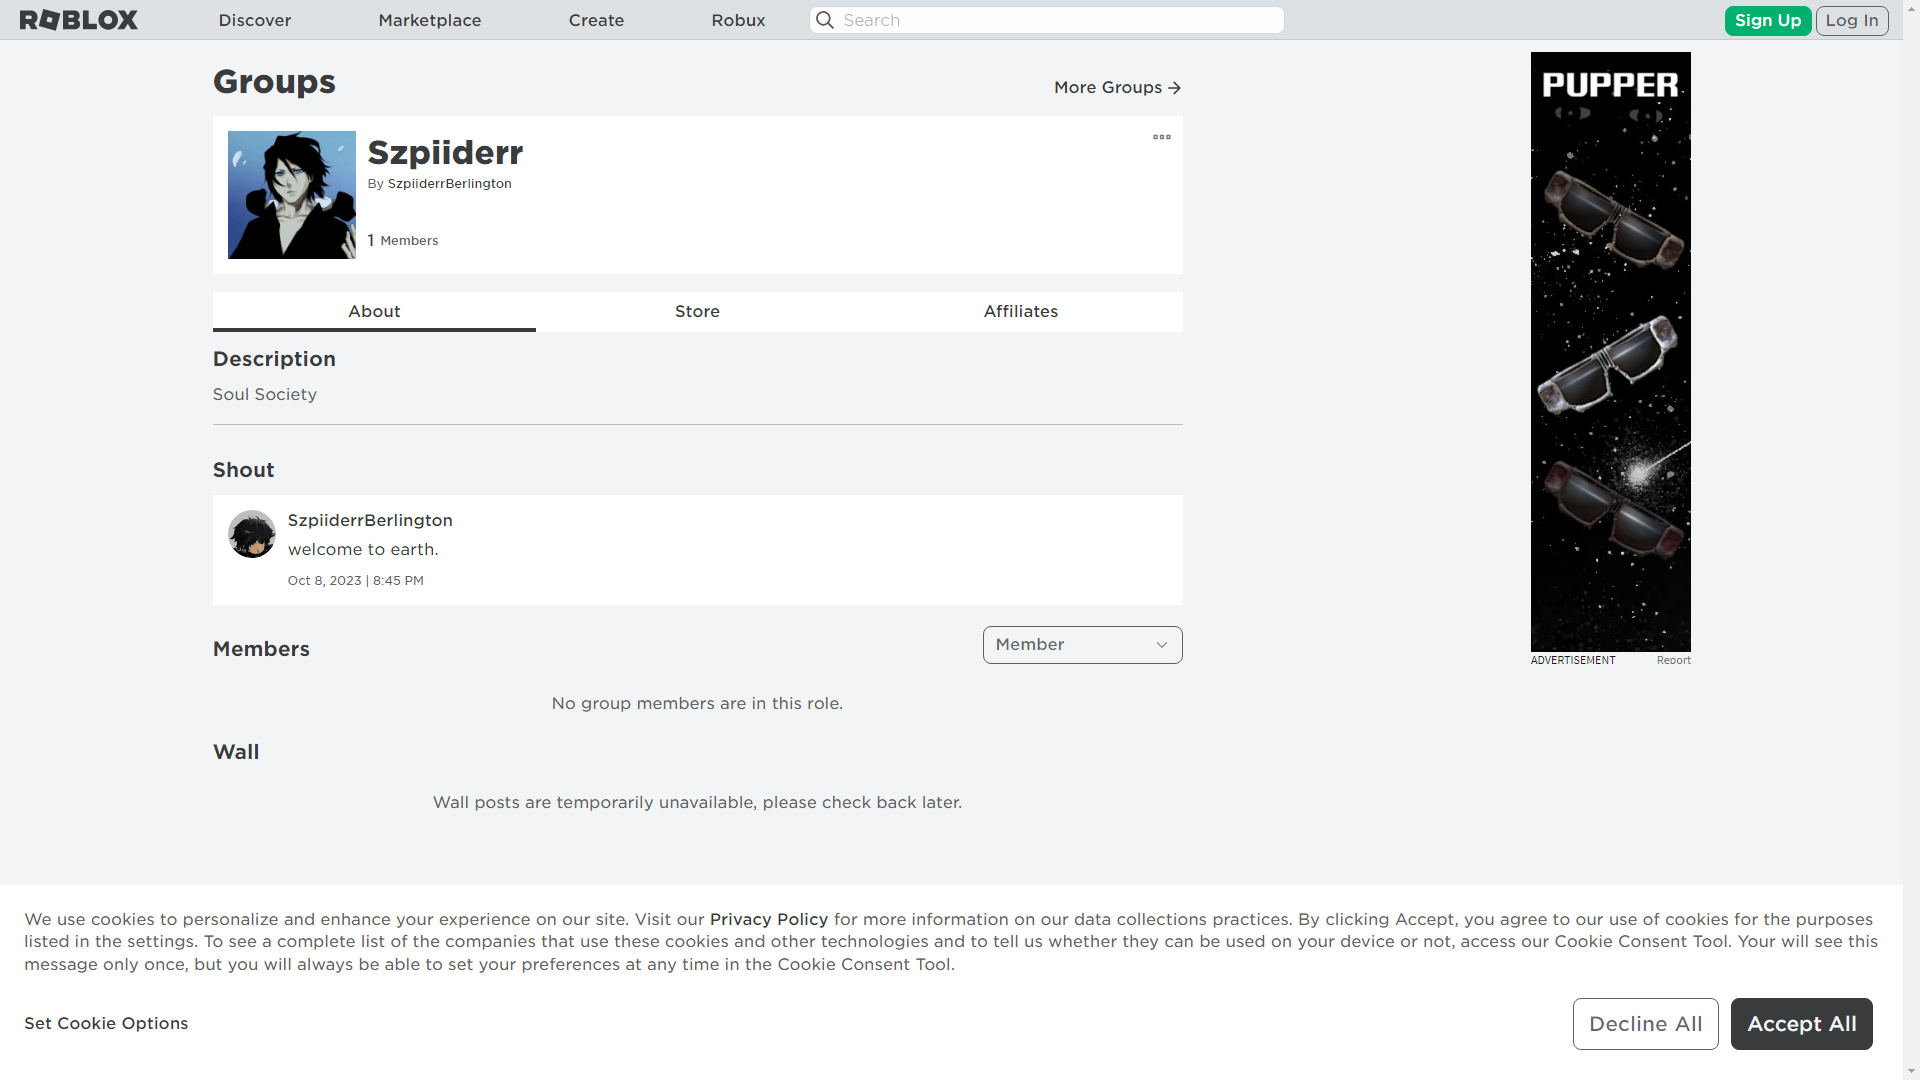 ROBLOX
Discover
Marketplace
Create
Robux
Search
Sign Up
Log In
Groups
More Groups
Szpiiderr
By SzpiiderrBerlington
1 Members
About
Store
Affiliates
Description
Soul Society
Shout
SzpiiderrBerlington
welcome to earth.
Oct 8, 2023 | 8:45 PM
Members
Member
No group members are in this role.
Wall
Wall posts are temporarily unavailable, please check back later.
PUPPER
ADVERTISEMENT
Report
We use cookies to personalize and enhance your experience on our site. Visit our Privacy Policy for more information on our data collections practices. By clicking Accept, you agree to our use of cookies for the purposes
listed in the settings. To see a complete list of the companies that use these cookies and other technologies and to tell us whether they can be used on your device or not, access our Cookie Consent Tool. Your will see this
message only once, but you will always be able to set your preferences at any time in the Cookie Consent Tool.
Set Cookie Options
Decline All
Accept All